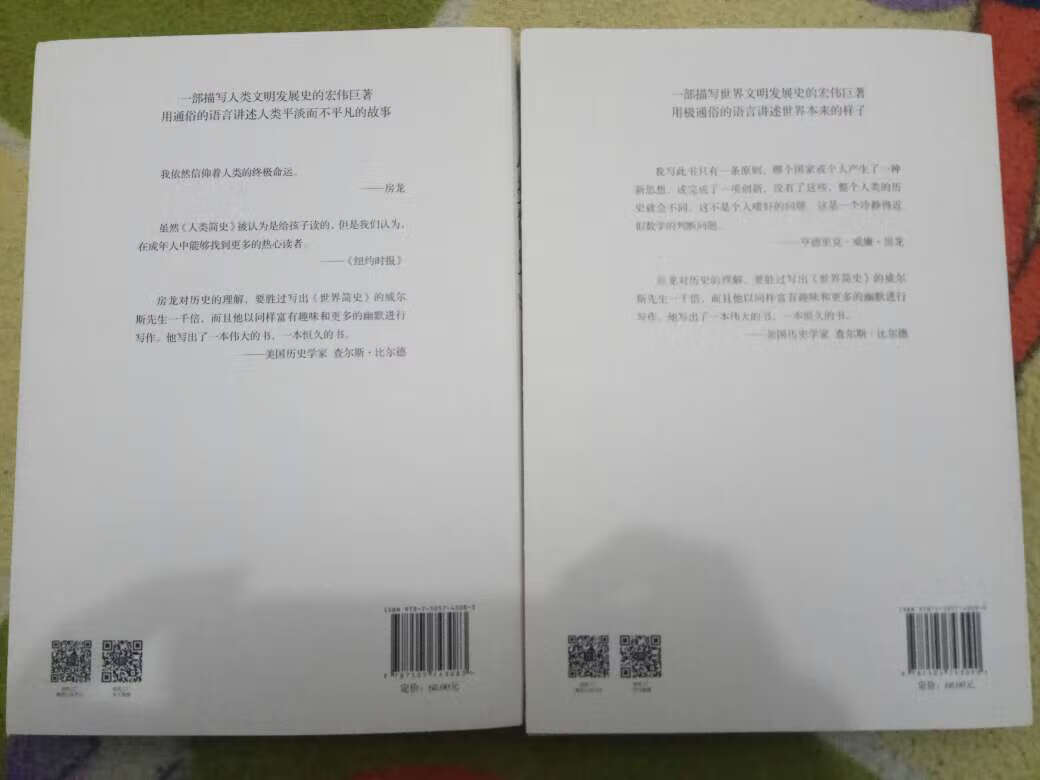 一部描写人类文明发展史的宏伟巨著
用通俗的语言讲述人类平淡而不平凡的故事
我依然信仰着人类的终极命运。
——房龙
虽然《人类简史》被认为是给孩子读的，但是我们认为，
在成年人中能够找到更多的热心读者。
——《纽约时报》
房龙对历史的理解，要胜过写出《世界简史》的威尔
斯先生一千倍，而且他以同样富有趣味和更多的幽默进行
写作。他写出了一本伟大的书，一本恒久的书。
——美国历史学家 查尔斯·比尔德
定价：
一部描写世界文明发展史的宏伟巨著
用极通俗的语言讲述世界本来的样子
我写此书只有一条原则，哪个国家或个人产生了一种
新思想，或完成了一项创新，没有了这些，整个人类的历
史就会不同。这不是个人嗜好的问题，这是一个冷静得近
似数学的判断问题。
——亨德里克·威廉·房龙
房龙对历史的理解，要胜过写出《世界简史》的威尔
斯先生一千倍，而且他以同样富有趣味和更多的幽默进行
写作。他写出了一本伟大的书，一本恒久的书。
——美国历史学家 查尔斯·比尔德
定价：